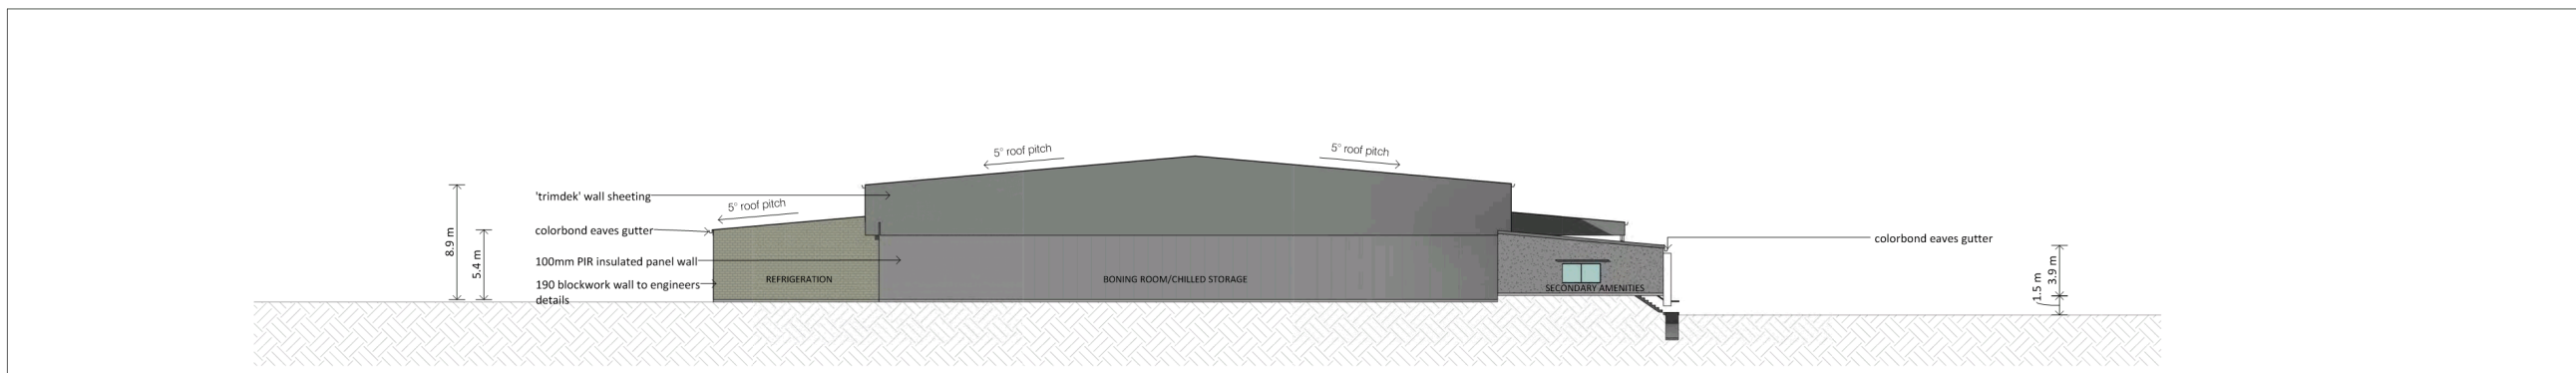 5° roof pitch
5° roof pitch
'trimdek' wall sheeting
5° roof pitch
colorbond eaves gutter
colorbond eaves gutter
8.9 m
5.4 m
100mm PIR insulated panel wall
190 blockwork wall to engineers
details
REFRIGERATION
BONING ROOM/CHILLED STORAGE
SECONDARY AMENITIES
3.9 m
1.5 m